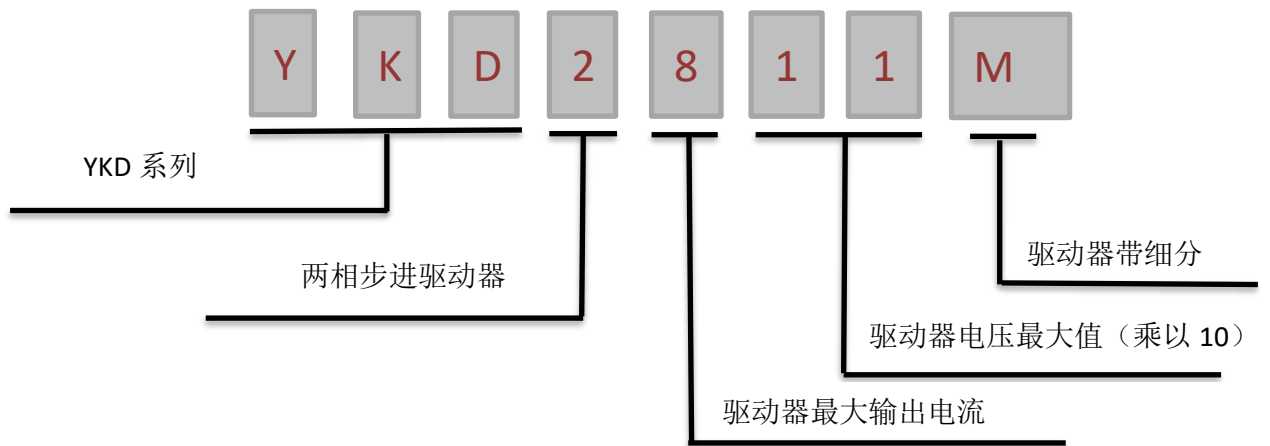 Y K D 2 8 1 1 M
YKD 系列
驱动器带细分
两相步进驱动器
驱动器电压最大值（乘以 10）
驱动器最大输出电流